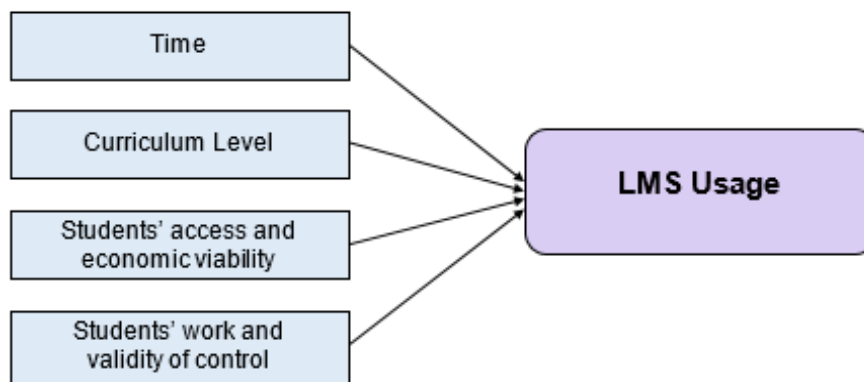 Time
Curriculum Level
Students' access and
economic viability
Students' work and
validity of control
LMS Usage